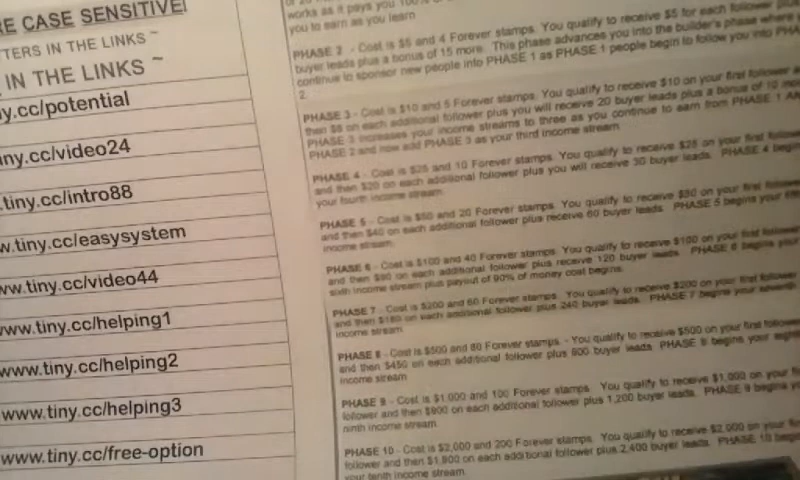 RE CASE SENSITIVE!
TTERS IN THE LINKS ~
IN THE LINKS ~
ny.cc/potential
iny.cc/video24
.tiny.cc/intro88
w.tiny.cc/easysystem
ww.tiny.cc/video44
www.tiny.cc/helping1
www.tiny.cc/helping2
www.tiny.cc/helping3
www.tiny.cc/free-option
works as it pays you 100%
you to earn as you learn
PHASE 2 - Cost is $5 and 4 Forever stamps. You qualify to receive $5 for each follower plus
buyer leads plus a bonus of 15 more. This phase advances you into the builder's phase where
continue to sponsor new people into PHASE 1 as PHASE 1 people begin to follow you into PHA
2.
PHASE 3 - Cost is $10 and 5 Forever stamps. You qualify to receive $10 on your first follower a
then $8 on each additional follower plus you will receive 20 buyer leads plus a bonus of 10 more
PHASE 3 increases your income streams to three as you continue to earn from PHASE 1 AN
PHASE 2 and now add PHASE 3 as your third income stream.
PHASE 4 - Cost is $25 and 10 Forever stamps. You qualify to receive $25 on your first follow
and then $20 on each additional follower plus you will receive 30 buyer leads. PHASE 4 begi
your fourth income stream.
PHASE 5 - Cost is $50 and 20 Forever stamps. You qualify to receive $50 on your first follow
and then $40 on each additional follower plus receive 60 buyer leads. PHASE 5 begins your
income stream.
PHASE 6 - Cost is $100 and 40 Forever stamps. You qualify to receive $100 on your first follow
and then $80 on each additional follower plus receive 120 buyer leads. PHASE 6 begins your
sixth income stream plus payout of 90% of money cost begins.
PHASE 7 - Cost is $200 and 60 Forever stamps. You qualify to receive $200 on your first follower
and then $180 on each additional follower plus 240 buyer leads. PHASE 7 begins your seventh
income stream.
PHASE 8 - Cost is $500 and 80 Forever stamps. - You qualify to receive $500 on your first follow
and then $450 on each additional follower plus 600 buyer leads. PHASE 8 begins your eigh
income stream.
PHASE 9 - Cost is $1,000 and 100 Forever stamps. You qualify to receive $1,000 on your fi
follower and then $900 on each additional follower plus 1,200 buyer leads. PHASE 9 begins yo
ninth income stream.
PHASE 10 - Cost is $2,000 and 200 Forever stamps. You qualify to receive $2,000 on your firs
follower and then $1,800 on each additional follower plus 2,400 buyer leads. PHASE 10 begin
your tenth income stream.